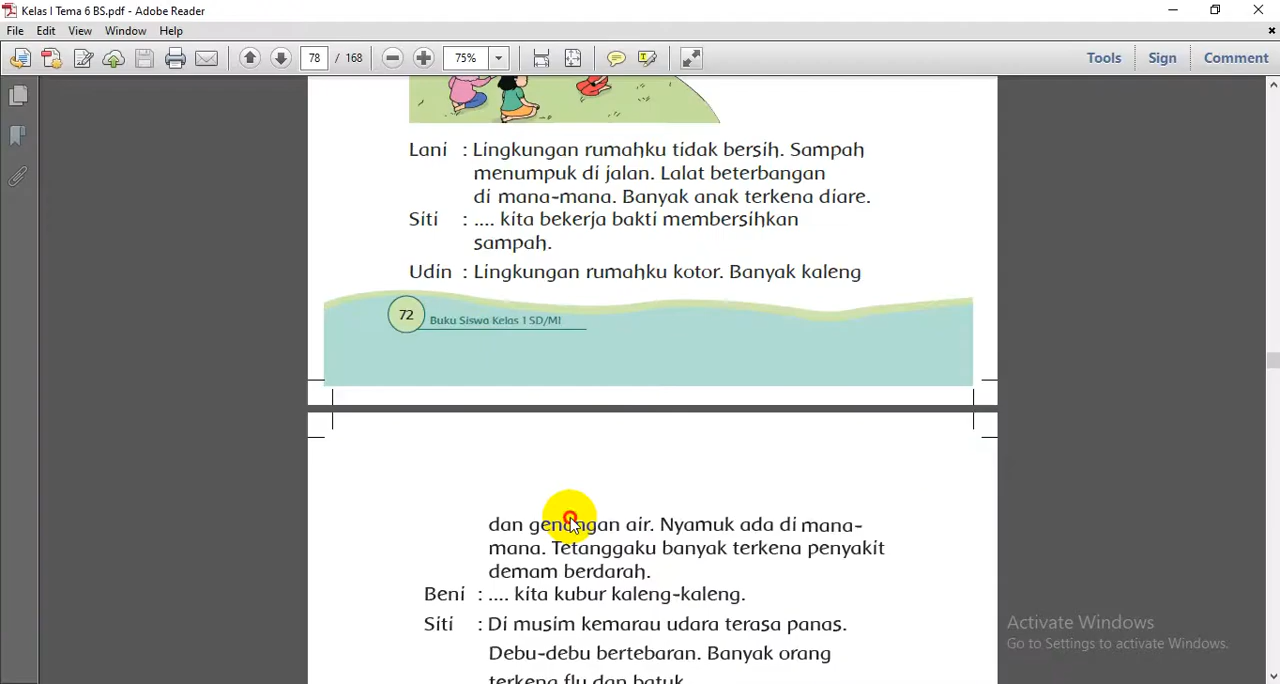 Kelas I Tema 6 BS.pdf - Adobe Reader
File Edit View Window Help
78 / 168 75% Tools Sign Comment
Lani : Lingkungan rumahku tidak bersih. Sampah
menumpuk di jalan. Lalat beterbangan
di mana-mana. Banyak anak terkena diare.
Siti : .... kita bekerja bakti membersihkan
sampah.
Udin : Lingkungan rumahku kotor. Banyak kaleng
72 Buku Siswa Kelas 1 SD/MI
dan genangan air. Nyamuk ada di mana-
mana. Tetanggaku banyak terkena penyakit
demam berdarah.
Beni : .... kita kubur kaleng-kaleng.
Siti : Di musim kemarau udara terasa panas.
Debu-debu bertebaran. Banyak orang
terkena flu dan batuk.
Activate Windows
Go to Settings to activate Windows.